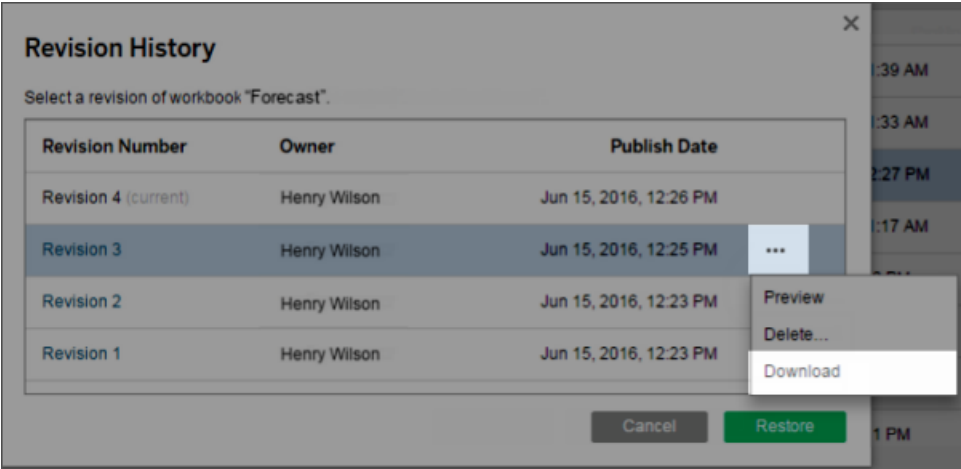 Revision History
Select a revision of workbook "Forecast".
Revision Number Owner Publish Date
Revision 4 (current) Henry Wilson Jun 15, 2016, 12:26 PM
Revision 3 Henry Wilson Jun 15, 2016, 12:25 PM ...
Revision 2 Henry Wilson Jun 15, 2016, 12:23 PM
Revision 1 Henry Wilson Jun 15, 2016, 12:23 PM
Preview
Delete...
Download
Cancel Restore
:39 AM
:33 AM
2:27 PM
:17 AM
1 PM